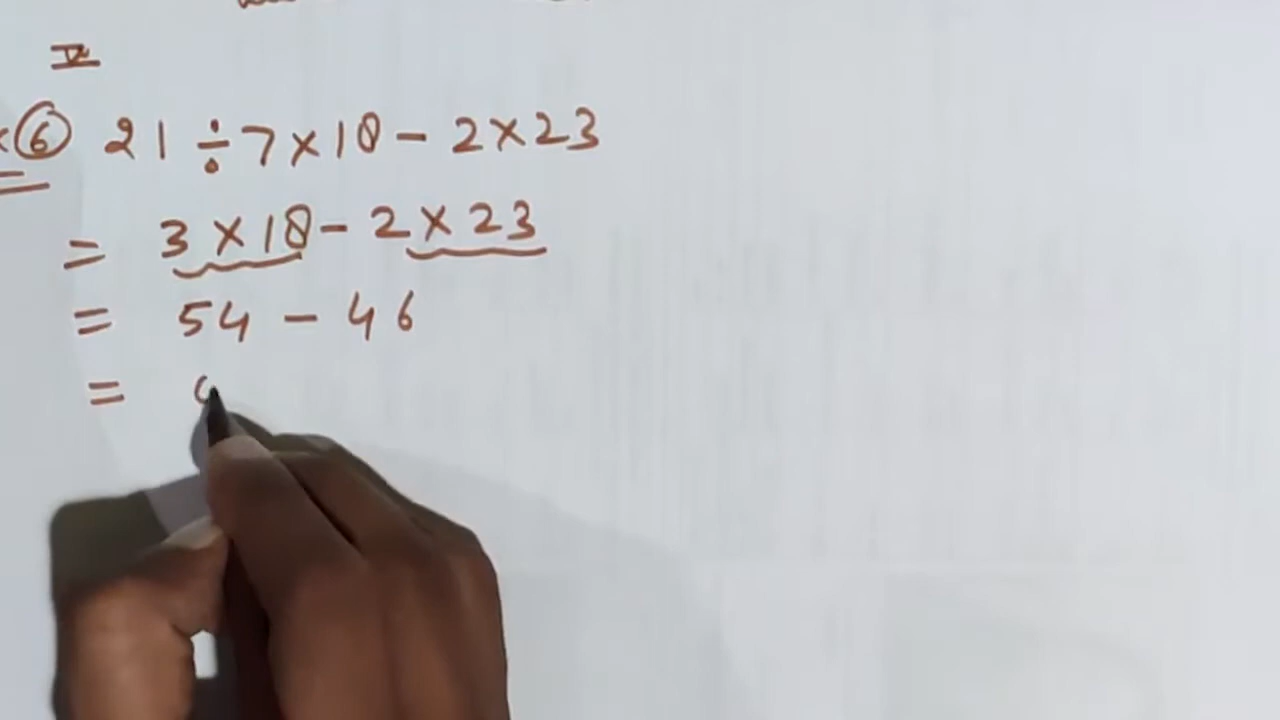 IV
6 21 ÷ 7 × 18 - 2 × 23
= 3 × 18 - 2 × 23
= 54 - 46
=